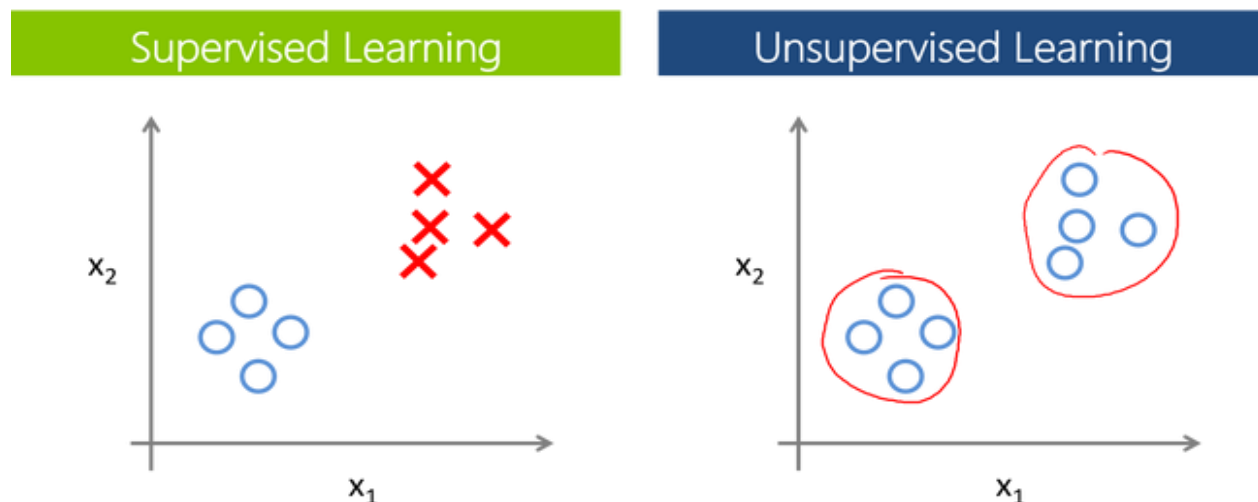 Supervised Learning
Unsupervised Learning
x₂
x₁
x₂
x₁